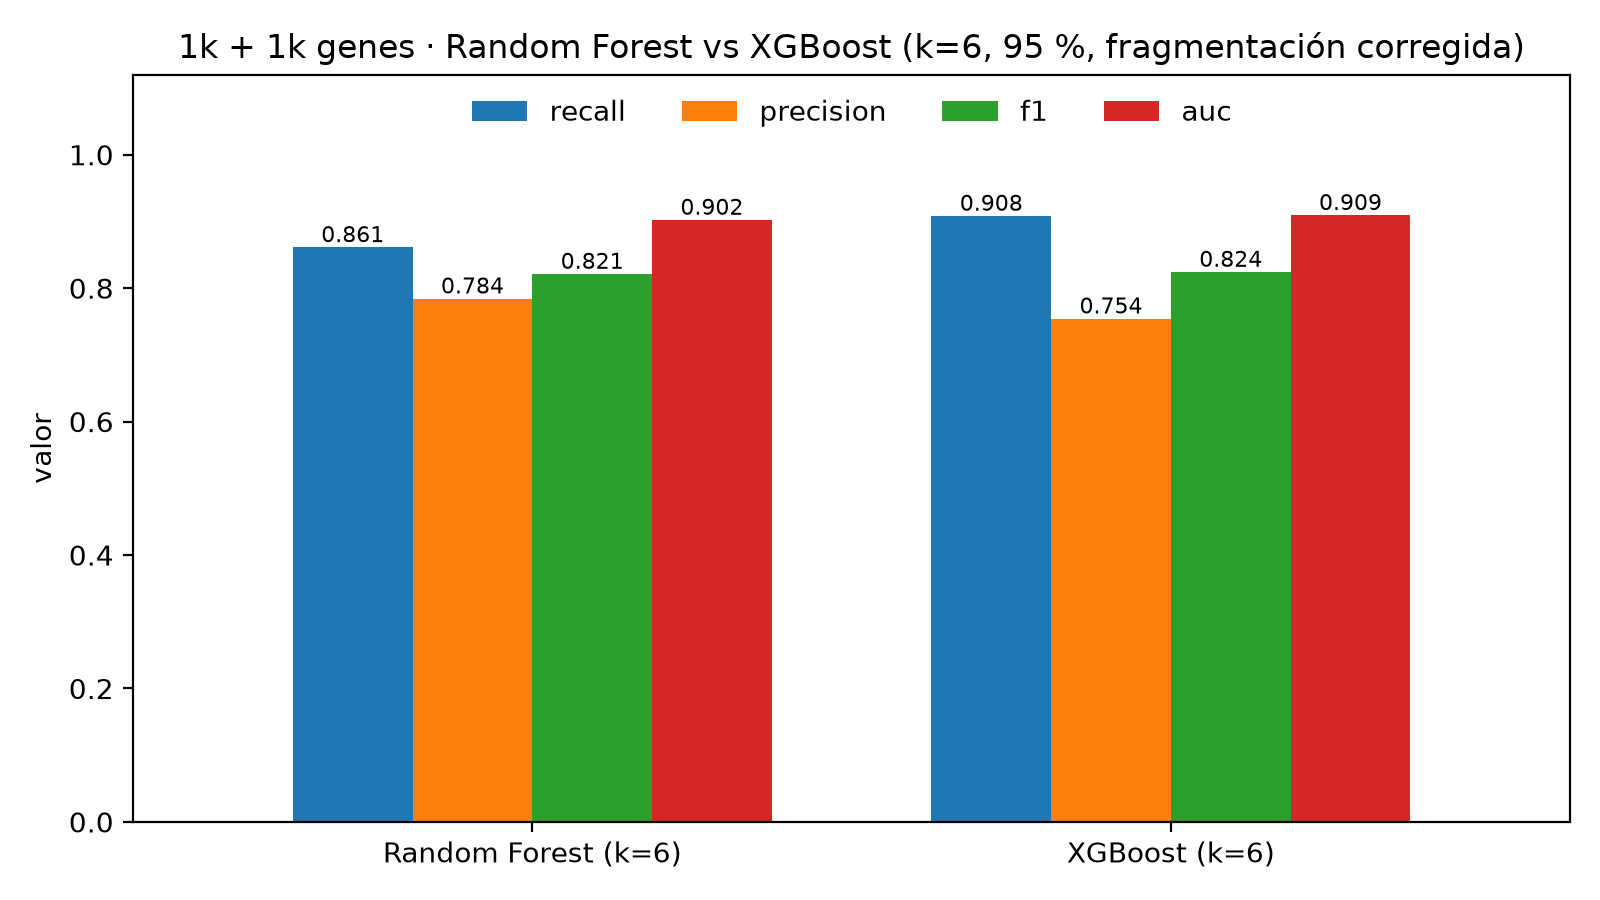 1k + 1k genes · Random Forest vs XGBoost (k=6, 95 %, fragmentación corregida)
recall precision f1 auc
valor
1.0
0.8
0.6
0.4
0.2
0.0
0.861
0.784
0.821
0.902
0.908
0.754
0.824
0.909
Random Forest (k=6)
XGBoost (k=6)